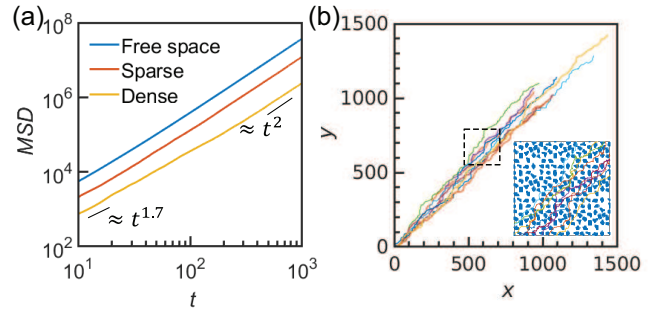 (a)
10^8
10^6
10^4
10^2
MSD
Free space
Sparse
Dense
≈ t^2
≈ t^{1.7}
10^1
10^2
10^3
t
(b)
1500
1000
500
0
y
0
500
1000
1500
x